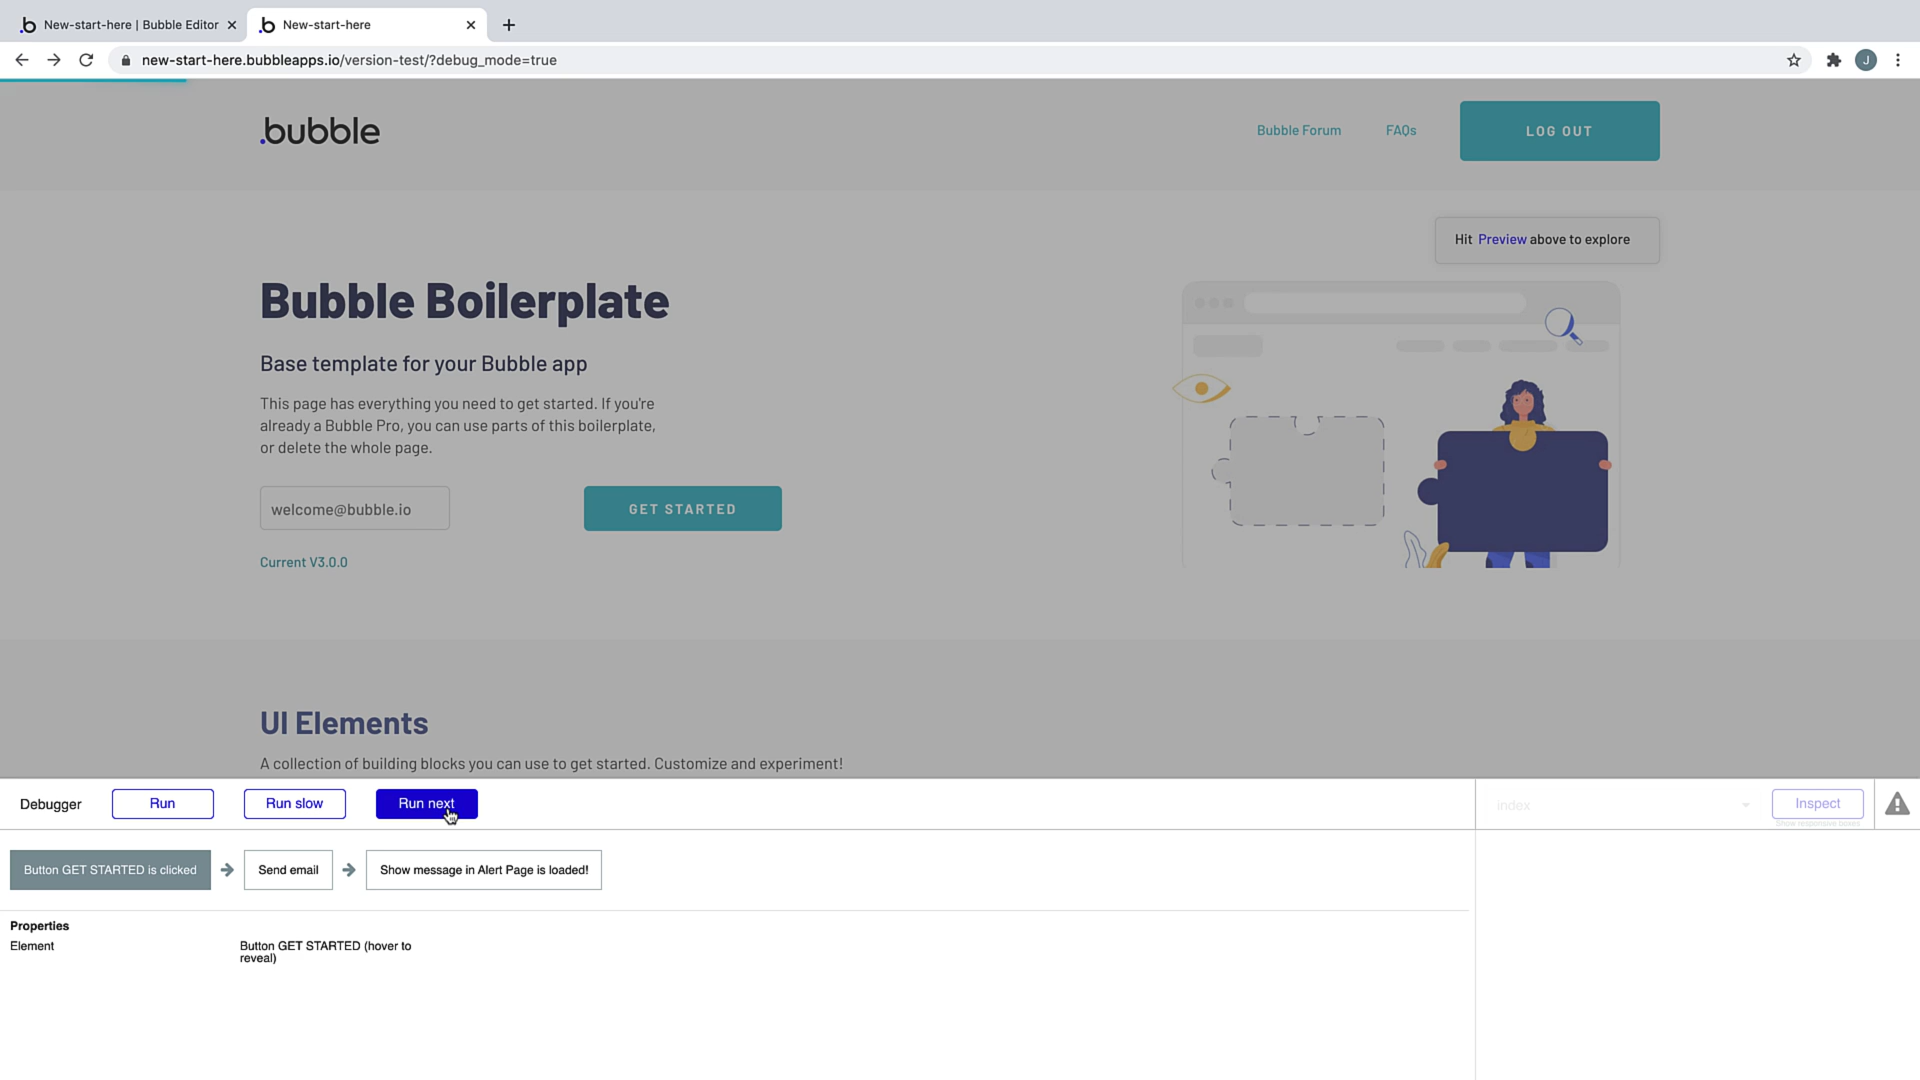 New-start-here | Bubble Editor
New-start-here
new-start-here.bubbleapps.io/version-test/?debug_mode=true
J
.bubble
Bubble Forum
FAQs
LOG OUT
Hit Preview above to explore
Bubble Boilerplate
Base template for your Bubble app
This page has everything you need to get started. If you're
already a Bubble Pro, you can use parts of this boilerplate,
or delete the whole page.
welcome@bubble.io
GET STARTED
Current V3.0.0
UI Elements
A collection of building blocks you can use to get started. Customize and experiment!
Debugger
Run
Run slow
Run next
index
Inspect
Show responsive boxes
Button GET STARTED is clicked
Send email
Show message in Alert Page is loaded!
Properties
Element
Button GET STARTED (hover to
reveal)